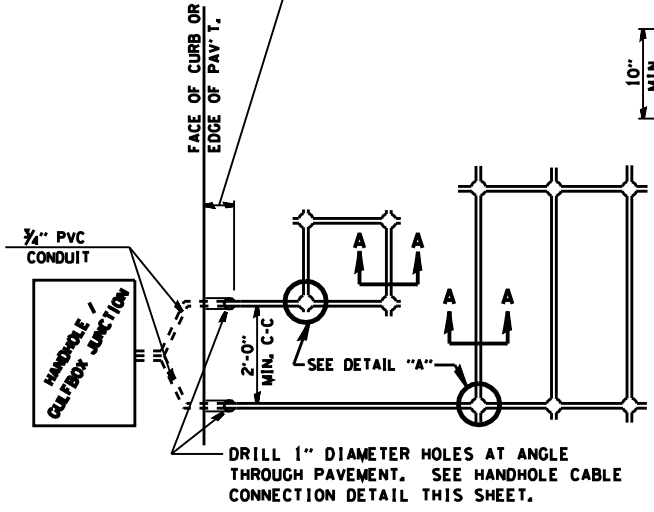 FACE OF CURB OR
EDGE OF PAV'T.
10"
MIN
3/4" PVC
CONDUIT
HANDHOLE /
GULFBOX JUNCTION
A A
A A
2'-0"
MIN. C-C
SEE DETAIL "A"
DRILL 1" DIAMETER HOLES AT ANGLE
THROUGH PAVEMENT. SEE HANDHOLE CABLE
CONNECTION DETAIL THIS SHEET.